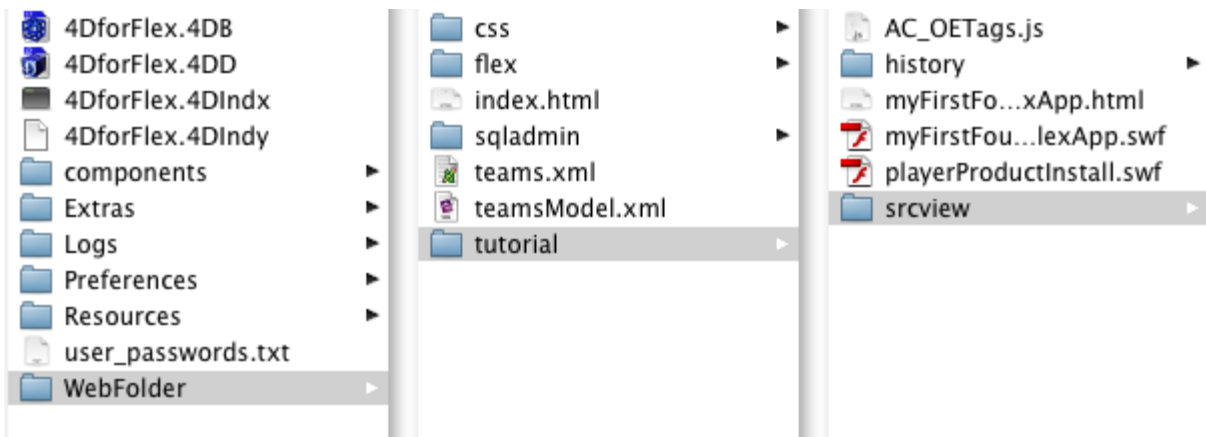 4DforFlex.4DB
4DforFlex.4DD
4DforFlex.4DIndx
4DforFlex.4DIndy
components
Extras
Logs
Preferences
Resources
user_passwords.txt
WebFolder
css
flex
index.html
sqladmin
teams.xml
teamsModel.xml
tutorial
AC_OETags.js
history
myFirstFo...xApp.html
myFirstFou...lexApp.swf
playerProductInstall.swf
srcview